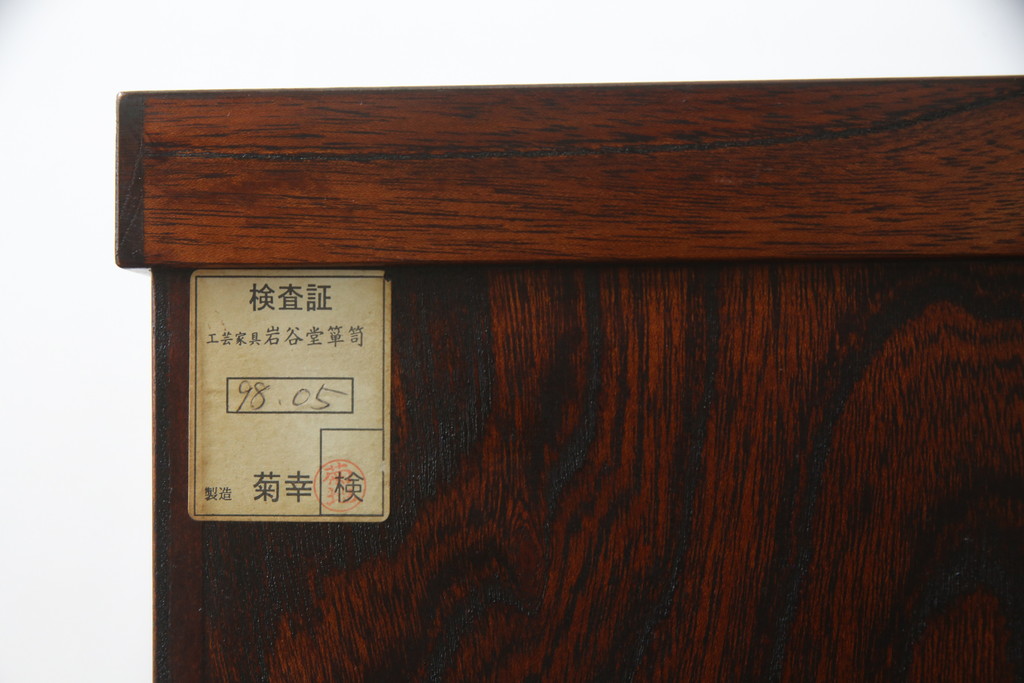 検査証
工芸家具岩谷堂箪笥
98.05
製造 菊幸 検